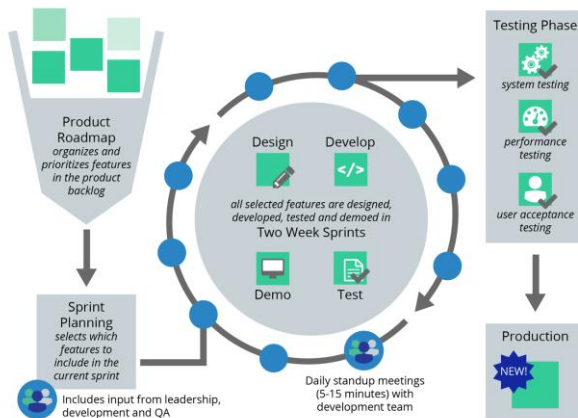 Product
Roadmap
organizes and
prioritizes features
in the product
backlog
Sprint
Planning
selects which
features to
include in the
current sprint
Includes input from leadership,
development and QA
Design
Develop
</>
all selected features are designed,
developed, tested and demoed in
Two Week Sprints
Demo
Test
Daily standup meetings
(5-15 minutes) with
development team
Testing Phase
system testing
performance
testing
user acceptance
testing
Production
NEW!